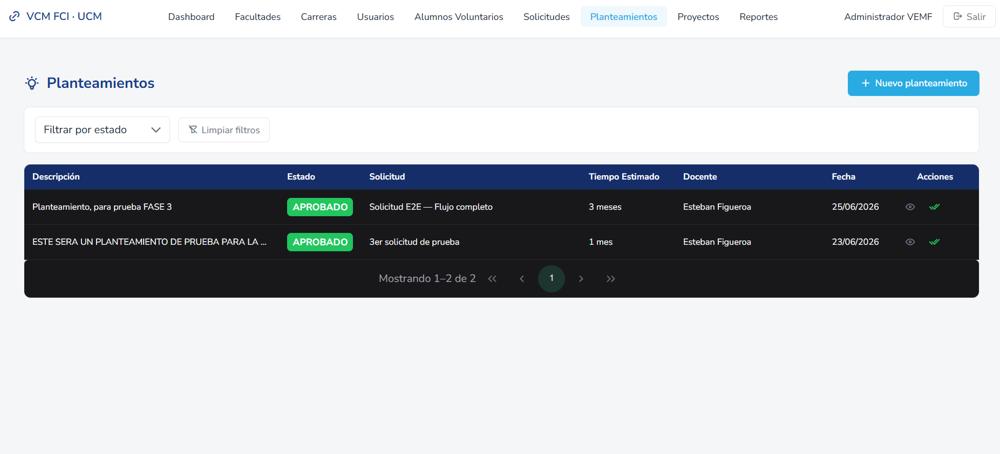 VCM FCI · UCM Dashboard Facultades Carreras Usuarios Alumnos Voluntarios Solicitudes Planteamientos Proyectos Reportes Administrador VEMF Salir
Planteamientos + Nuevo planteamiento
Filtrar por estado Limpiar filtros
Descripción Estado Solicitud Tiempo Estimado Docente Fecha Acciones
Planteamiento, para prueba FASE 3 APROBADO Solicitud E2E — Flujo completo 3 meses Esteban Figueroa 25/06/2026
ESTE SERA UN PLANTEAMIENTO DE PRUEBA PARA LA ... APROBADO 3er solicitud de prueba 1 mes Esteban Figueroa 23/06/2026
Mostrando 1–2 de 2 « ‹ 1 › »